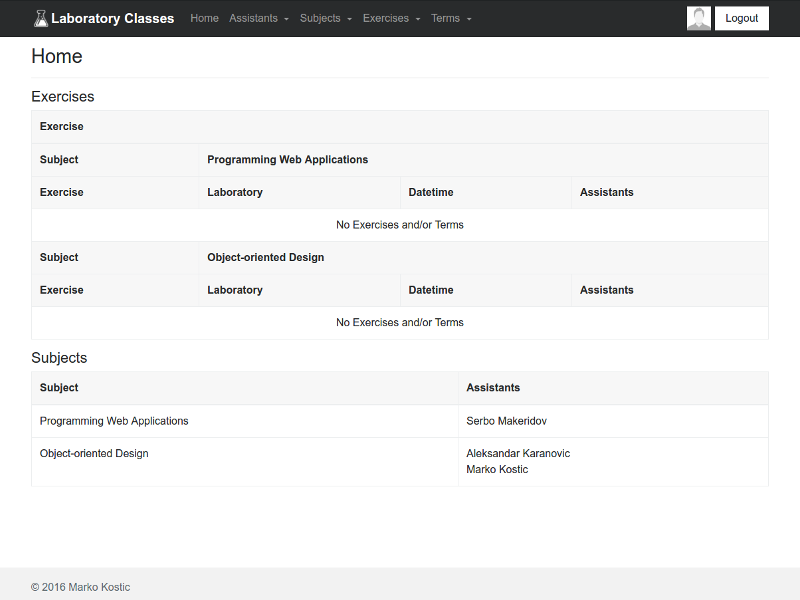 Laboratory Classes Home Assistants Subjects Exercises Terms Logout
Home
Exercises
Exercise
Subject Programming Web Applications
Exercise Laboratory Datetime Assistants
No Exercises and/or Terms
Subject Object-oriented Design
Exercise Laboratory Datetime Assistants
No Exercises and/or Terms
Subjects
Subject Assistants
Programming Web Applications Serbo Makeridov
Object-oriented Design Aleksandar Karanovic
Marko Kostic
© 2016 Marko Kostic